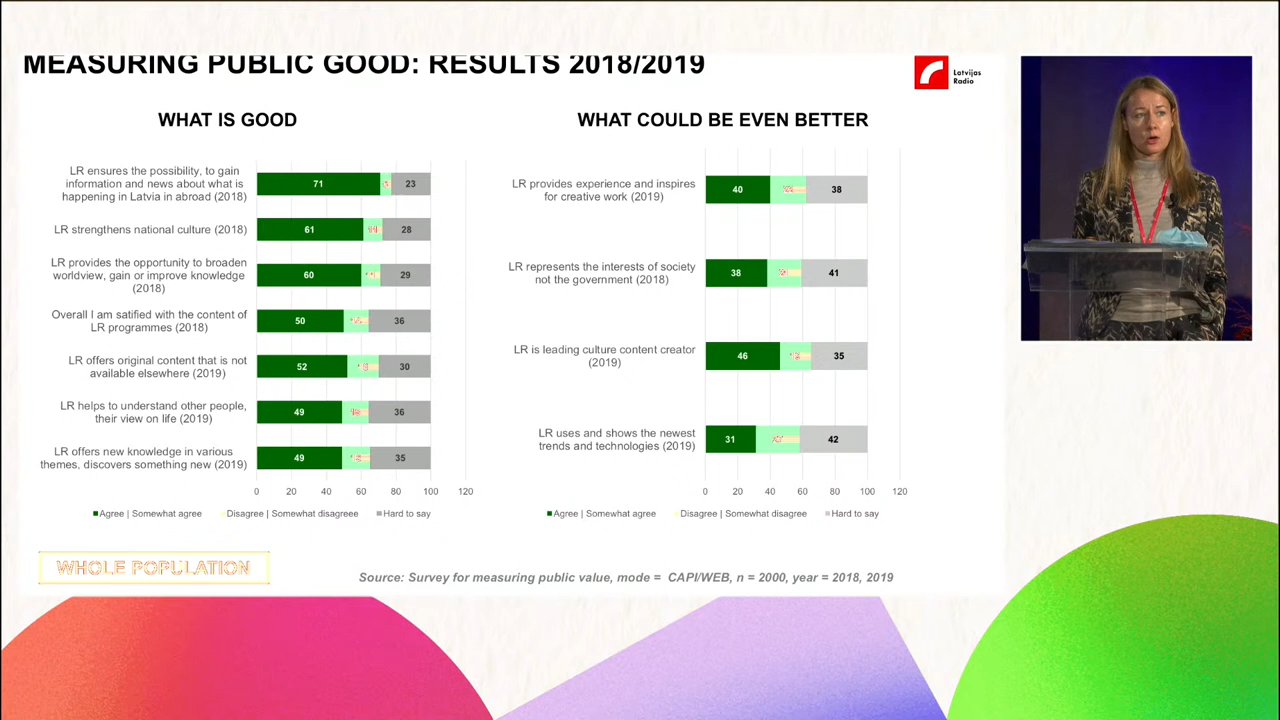 MEASURING PUBLIC GOOD: RESULTS 2018/2019
Latvijas
Radio
WHAT IS GOOD
LR ensures the possibility, to gain
information and news about what is
happening in Latvia in abroad (2018)
71
23
LR strengthens national culture (2018)
61
11
28
LR provides the opportunity to broaden
worldview, gain or improve knowledge
(2018)
60
29
Overall I am satified with the content of
LR programmes (2018)
50
36
LR offers original content that is not
available elsewhere (2019)
52
30
LR helps to understand other people,
their view on life (2019)
49
36
LR offers new knowledge in various
themes, discovers something new (2019)
49
35
0 20 40 60 80 100 120
Agree | Somewhat agree Disagree | Somewhat disagreee Hard to say
WHAT COULD BE EVEN BETTER
LR provides experience and inspires
for creative work (2019)
40
38
LR represents the interests of society
not the government (2018)
38
41
LR is leading culture content creator
(2019)
46
35
LR uses and shows the newest
trends and technologies (2019)
31
42
0 20 40 60 80 100 120
Agree | Somewhat agree Disagree | Somewhat disagree Hard to say
WHOLE POPULATION
Source: Survey for measuring public value, mode = CAPI/WEB, n = 2000, year = 2018, 2019